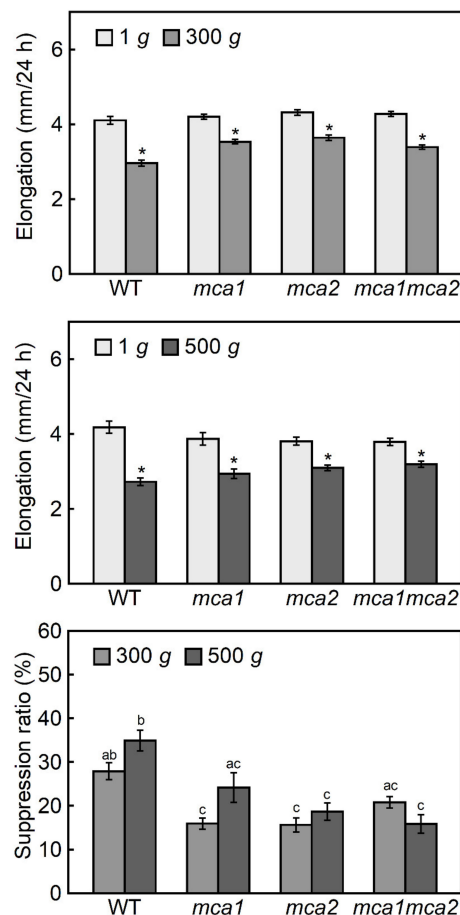 1 g 300 g
Elongation (mm/24 h)
6
4
2
0
* * * *
WT mca1 mca2 mca1mca2
1 g 500 g
Elongation (mm/24 h)
6
4
2
0
* * * *
WT mca1 mca2 mca1mca2
300 g 500 g
Suppression ratio (%)
60
50
40
30
20
10
0
ab b c ac c c ac c
WT mca1 mca2 mca1mca2